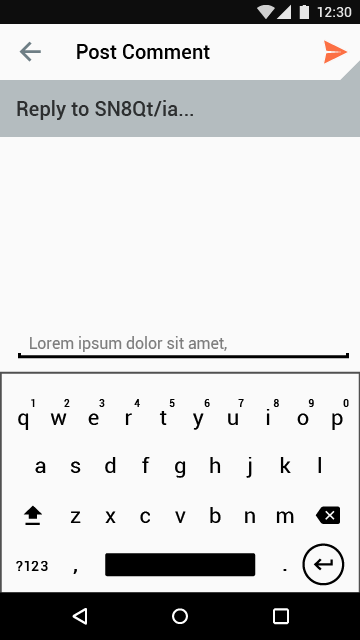 12:30
Post Comment
Reply to SN8Qt/ia...
Lorem ipsum dolor sit amet,
1 2 3 4 5 6 7 8 9 0
q w e r t y u i o p
a s d f g h j k l
z x c v b n m
?123 , .